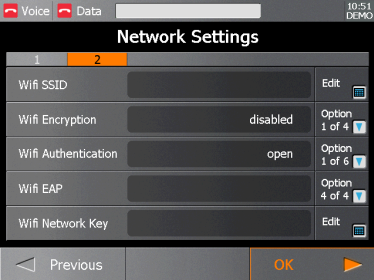 Voice Data 10:51
DEMO
Network Settings
1 2
Wifi SSID Edit
Wifi Encryption disabled Option
1 of 4
Wifi Authentication open Option
1 of 6
Wifi EAP Option
4 of 4
Wifi Network Key Edit
Previous OK